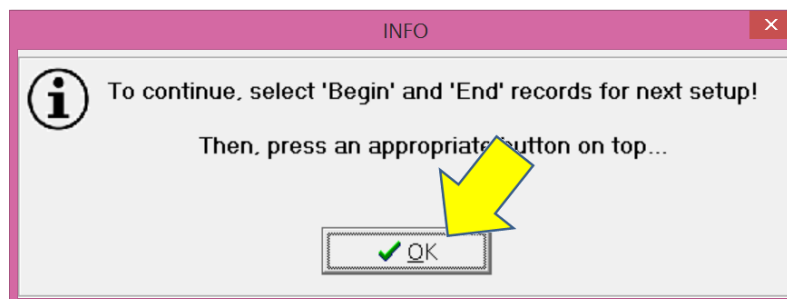 INFO
To continue, select 'Begin' and 'End' records for next setup!
Then, press an appropriate button on top...
OK